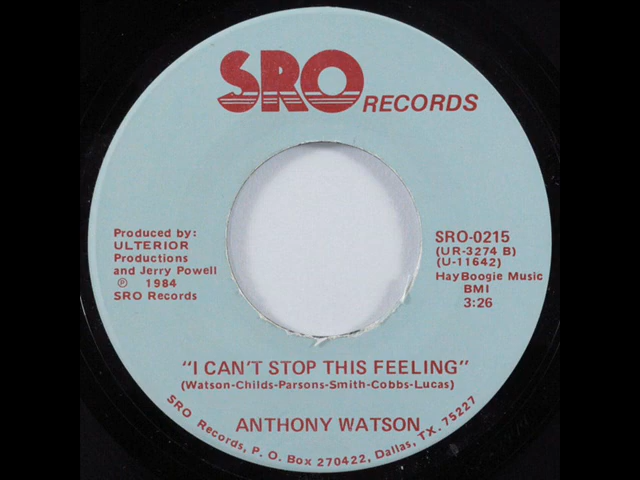 SRO RECORDS
Produced by:
ULTERIOR
Productions
and Jerry Powell
℗ 1984
SRO Records
SRO-0215
(UR-3274 B)
(U-11642)
HayBoogie Music
BMI
3:26
"I CAN'T STOP THIS FEELING"
(Watson-Childs-Parsons-Smith-Cobbs-Lucas)
ANTHONY WATSON
SRO Records, P. O. Box 270422, Dallas, TX. 75227